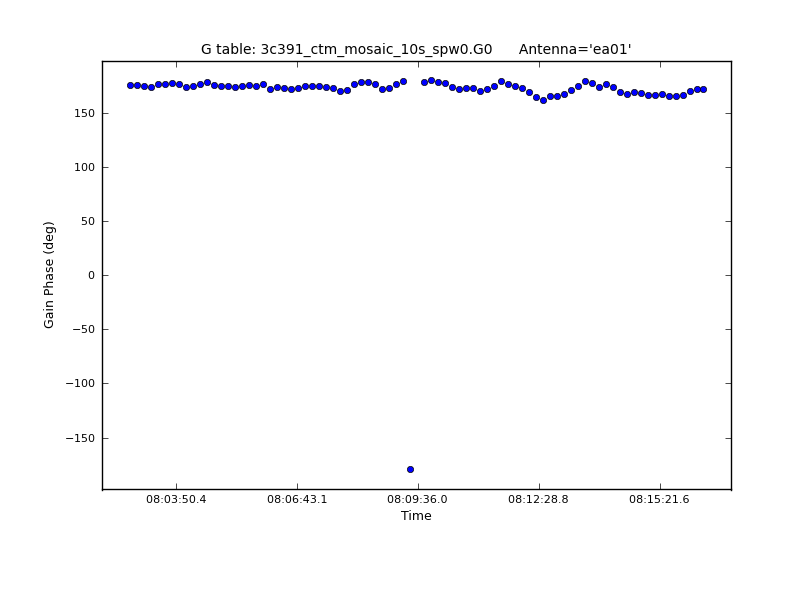 G table: 3c391_ctm_mosaic_10s_spw0.G0      Antenna='ea01'
150
100
50
0
−50
−100
−150
Gain Phase (deg)
08:03:50.4 08:06:43.1 08:09:36.0 08:12:28.8 08:15:21.6
Time